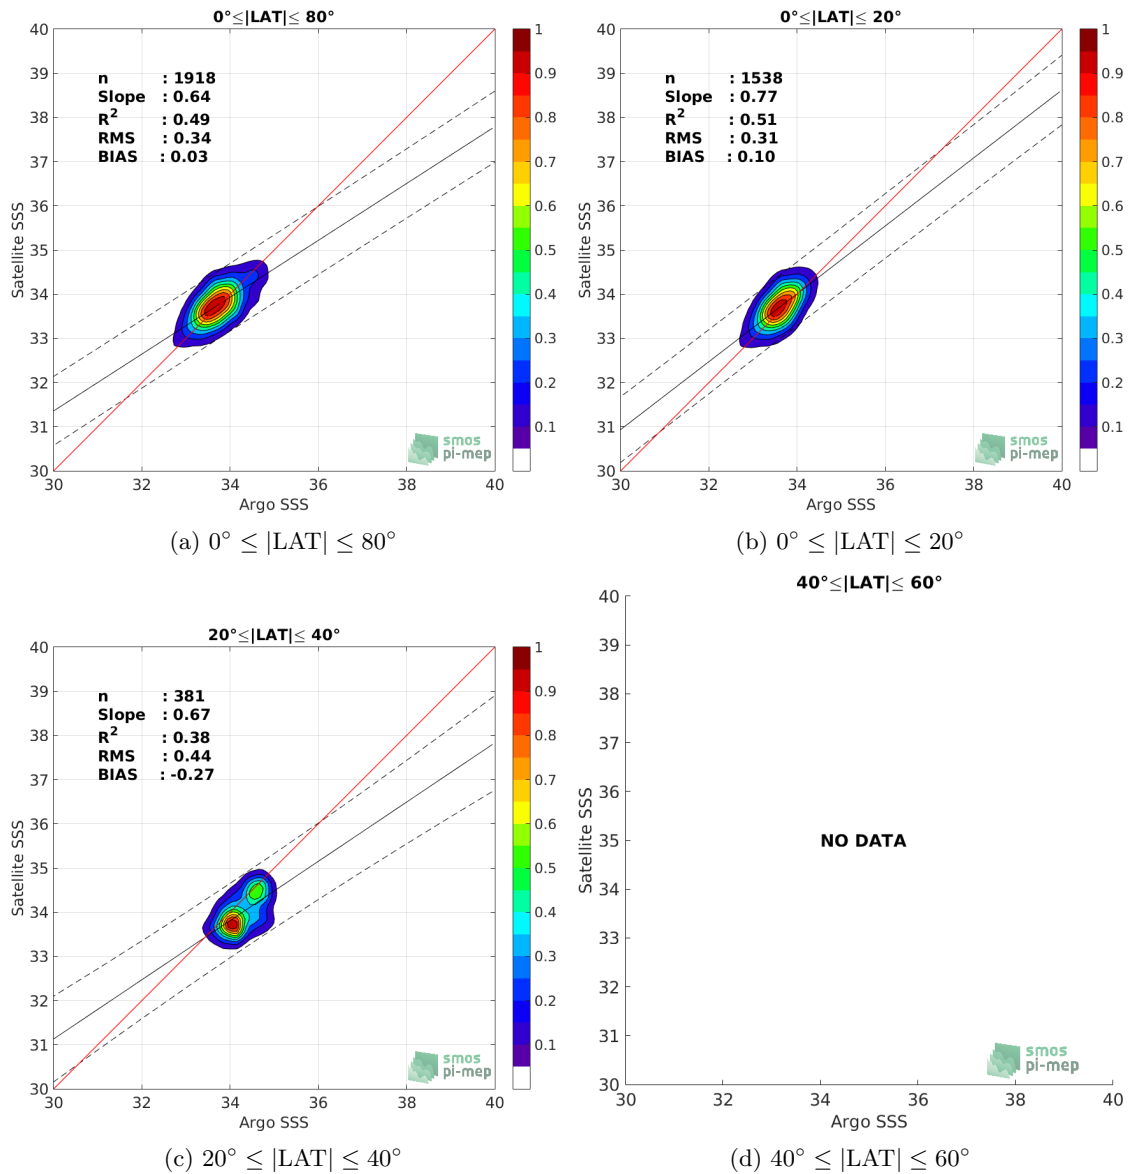 0°≤|LAT|≤ 80°
n : 1918
Slope : 0.64
R² : 0.49
RMS : 0.34
BIAS : 0.03
40
39
38
37
36
35
34
33
32
31
30
Satellite SSS
30 32 34 36 38 40
Argo SSS
1
0.9
0.8
0.7
0.6
0.5
0.4
0.3
0.2
0.1
smos
pi-mep
(a) 0° ≤ |LAT| ≤ 80°
0°≤|LAT|≤ 20°
n : 1538
Slope : 0.77
R² : 0.51
RMS : 0.31
BIAS : 0.10
40
39
38
37
36
35
34
33
32
31
30
Satellite SSS
30 32 34 36 38 40
Argo SSS
1
0.9
0.8
0.7
0.6
0.5
0.4
0.3
0.2
0.1
smos
pi-mep
(b) 0° ≤ |LAT| ≤ 20°
20°≤|LAT|≤ 40°
n : 381
Slope : 0.67
R² : 0.38
RMS : 0.44
BIAS : -0.27
40
39
38
37
36
35
34
33
32
31
30
Satellite SSS
30 32 34 36 38 40
Argo SSS
1
0.9
0.8
0.7
0.6
0.5
0.4
0.3
0.2
0.1
smos
pi-mep
(c) 20° ≤ |LAT| ≤ 40°
40°≤|LAT|≤ 60°
40
39
38
37
36
35
34
33
32
31
30
Satellite SSS
NO DATA
30 32 34 36 38 40
Argo SSS
smos
pi-mep
(d) 40° ≤ |LAT| ≤ 60°